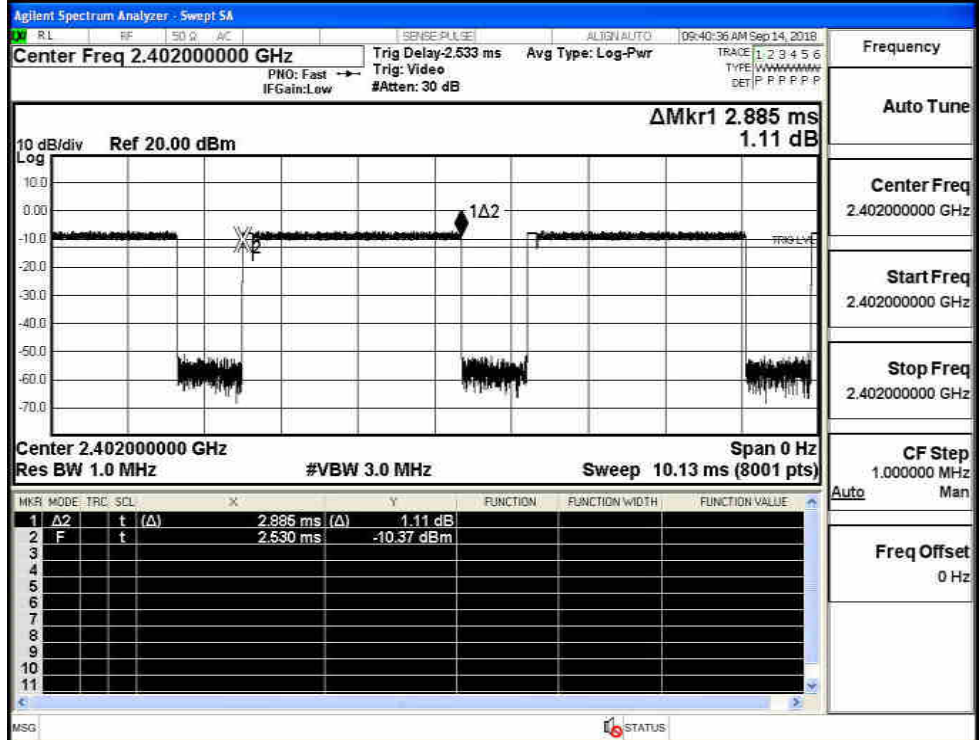 Agilent Spectrum Analyzer - Swept SA
RL RF 50 Ω AC SENSE:PULSE ALIGN AUTO 09:40:36 AM Sep 14, 2018
Center Freq 2.402000000 GHz
PNO: Fast
IFGain:Low
Trig Delay-2.533 ms
Trig: Video
#Atten: 30 dB
Avg Type: Log-Pwr
TRACE 1 2 3 4 5 6
TYPE WWWWWW
DET P P P P P P
ΔMkr1 2.885 ms
1.11 dB
10 dB/div Ref 20.00 dBm
Log
10.0
0.00
-10.0
-20.0
-30.0
-40.0
-50.0
-60.0
-70.0
1Δ2
2
TRIG LVL
Center 2.402000000 GHz Span 0 Hz
Res BW 1.0 MHz #VBW 3.0 MHz Sweep 10.13 ms (8001 pts)
MKR MODE TRC SCL X Y FUNCTION FUNCTION WIDTH FUNCTION VALUE
1 Δ2 t (Δ) 2.885 ms (Δ) 1.11 dB
2 F t 2.530 ms -10.37 dBm
3
4
5
6
7
8
9
10
11
MSG STATUS
Frequency
Auto Tune
Center Freq
2.402000000 GHz
Start Freq
2.402000000 GHz
Stop Freq
2.402000000 GHz
CF Step
1.000000 MHz
Auto Man
Freq Offset
0 Hz